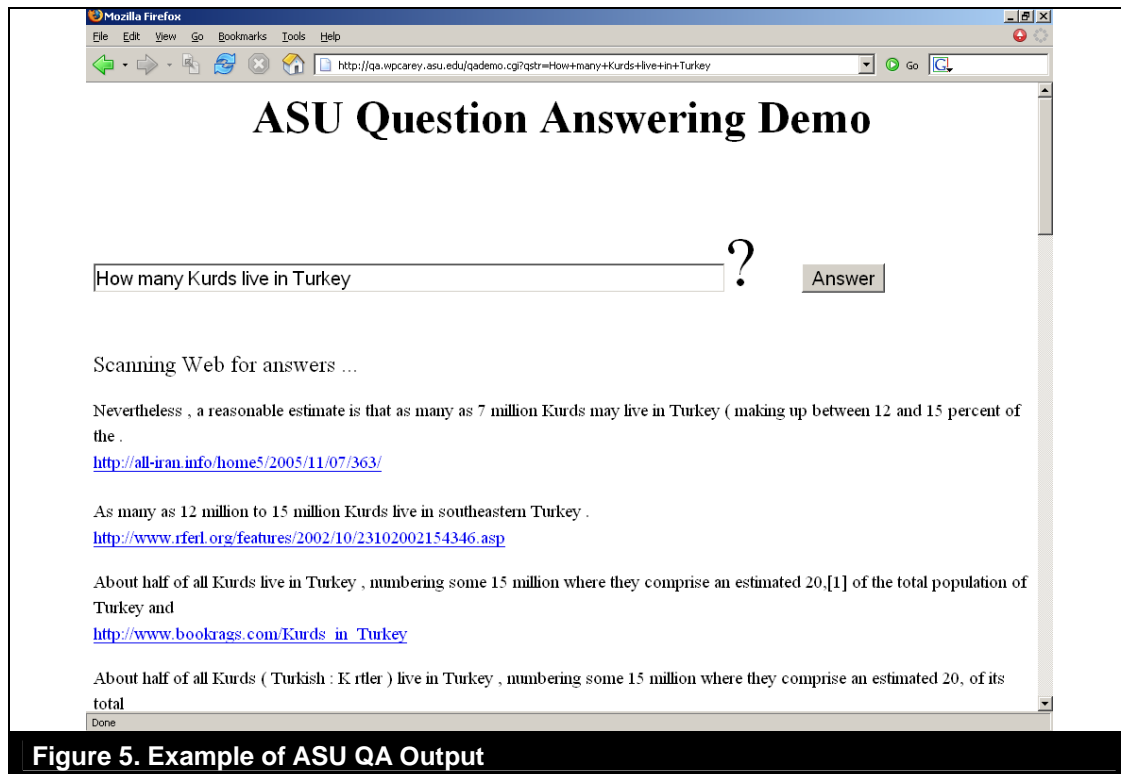 Mozilla Firefox
File Edit View Go Bookmarks Tools Help
http://qa.wpcarey.asu.edu/qademo.cgi?qstr=How+many+Kurds+live+in+Turkey Go G
ASU Question Answering Demo
How many Kurds live in Turkey ? Answer
Scanning Web for answers ...
Nevertheless , a reasonable estimate is that as many as 7 million Kurds may live in Turkey ( making up between 12 and 15 percent of
the .
http://all-iran.info/home5/2005/11/07/363/
As many as 12 million to 15 million Kurds live in southeastern Turkey .
http://www.rferl.org/features/2002/10/23102002154346.asp
About half of all Kurds live in Turkey , numbering some 15 million where they comprise an estimated 20,[1] of the total population of
Turkey and
http://www.bookrags.com/Kurds_in_Turkey
About half of all Kurds ( Turkish : K rtler ) live in Turkey , numbering some 15 million where they comprise an estimated 20, of its
total
Done
Figure 5. Example of ASU QA Output